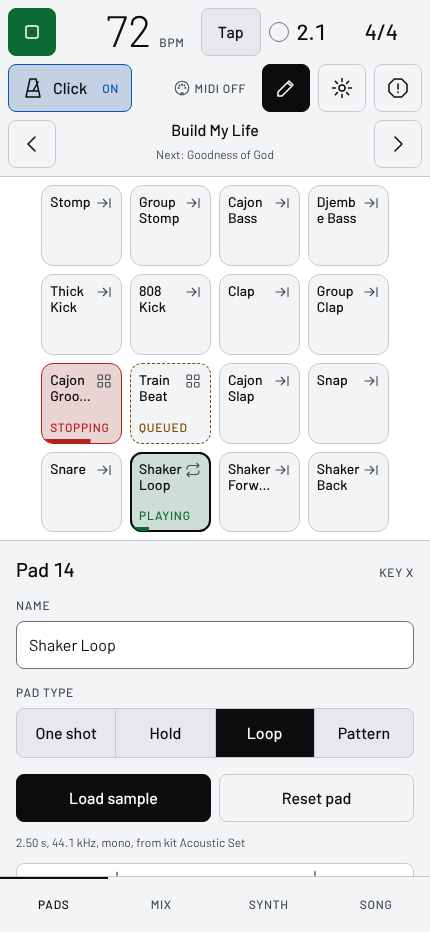 72 BPM Tap 2.1 4/4
Click ON MIDI OFF
Build My Life
Next: Goodness of God
Stomp Group Cajon Djemb
Stomp Bass e Bass
Thick 808 Clap Group
Kick Kick Clap
Cajon Train Cajon Snap
Groo... Beat Slap
STOPPING QUEUED
Snare Shaker Shaker Shaker
Loop Forw... Back
PLAYING
Pad 14 KEY X
NAME
Shaker Loop
PAD TYPE
One shot Hold Loop Pattern
Load sample Reset pad
2.50 s, 44.1 kHz, mono, from kit Acoustic Set
PADS MIX SYNTH SONG